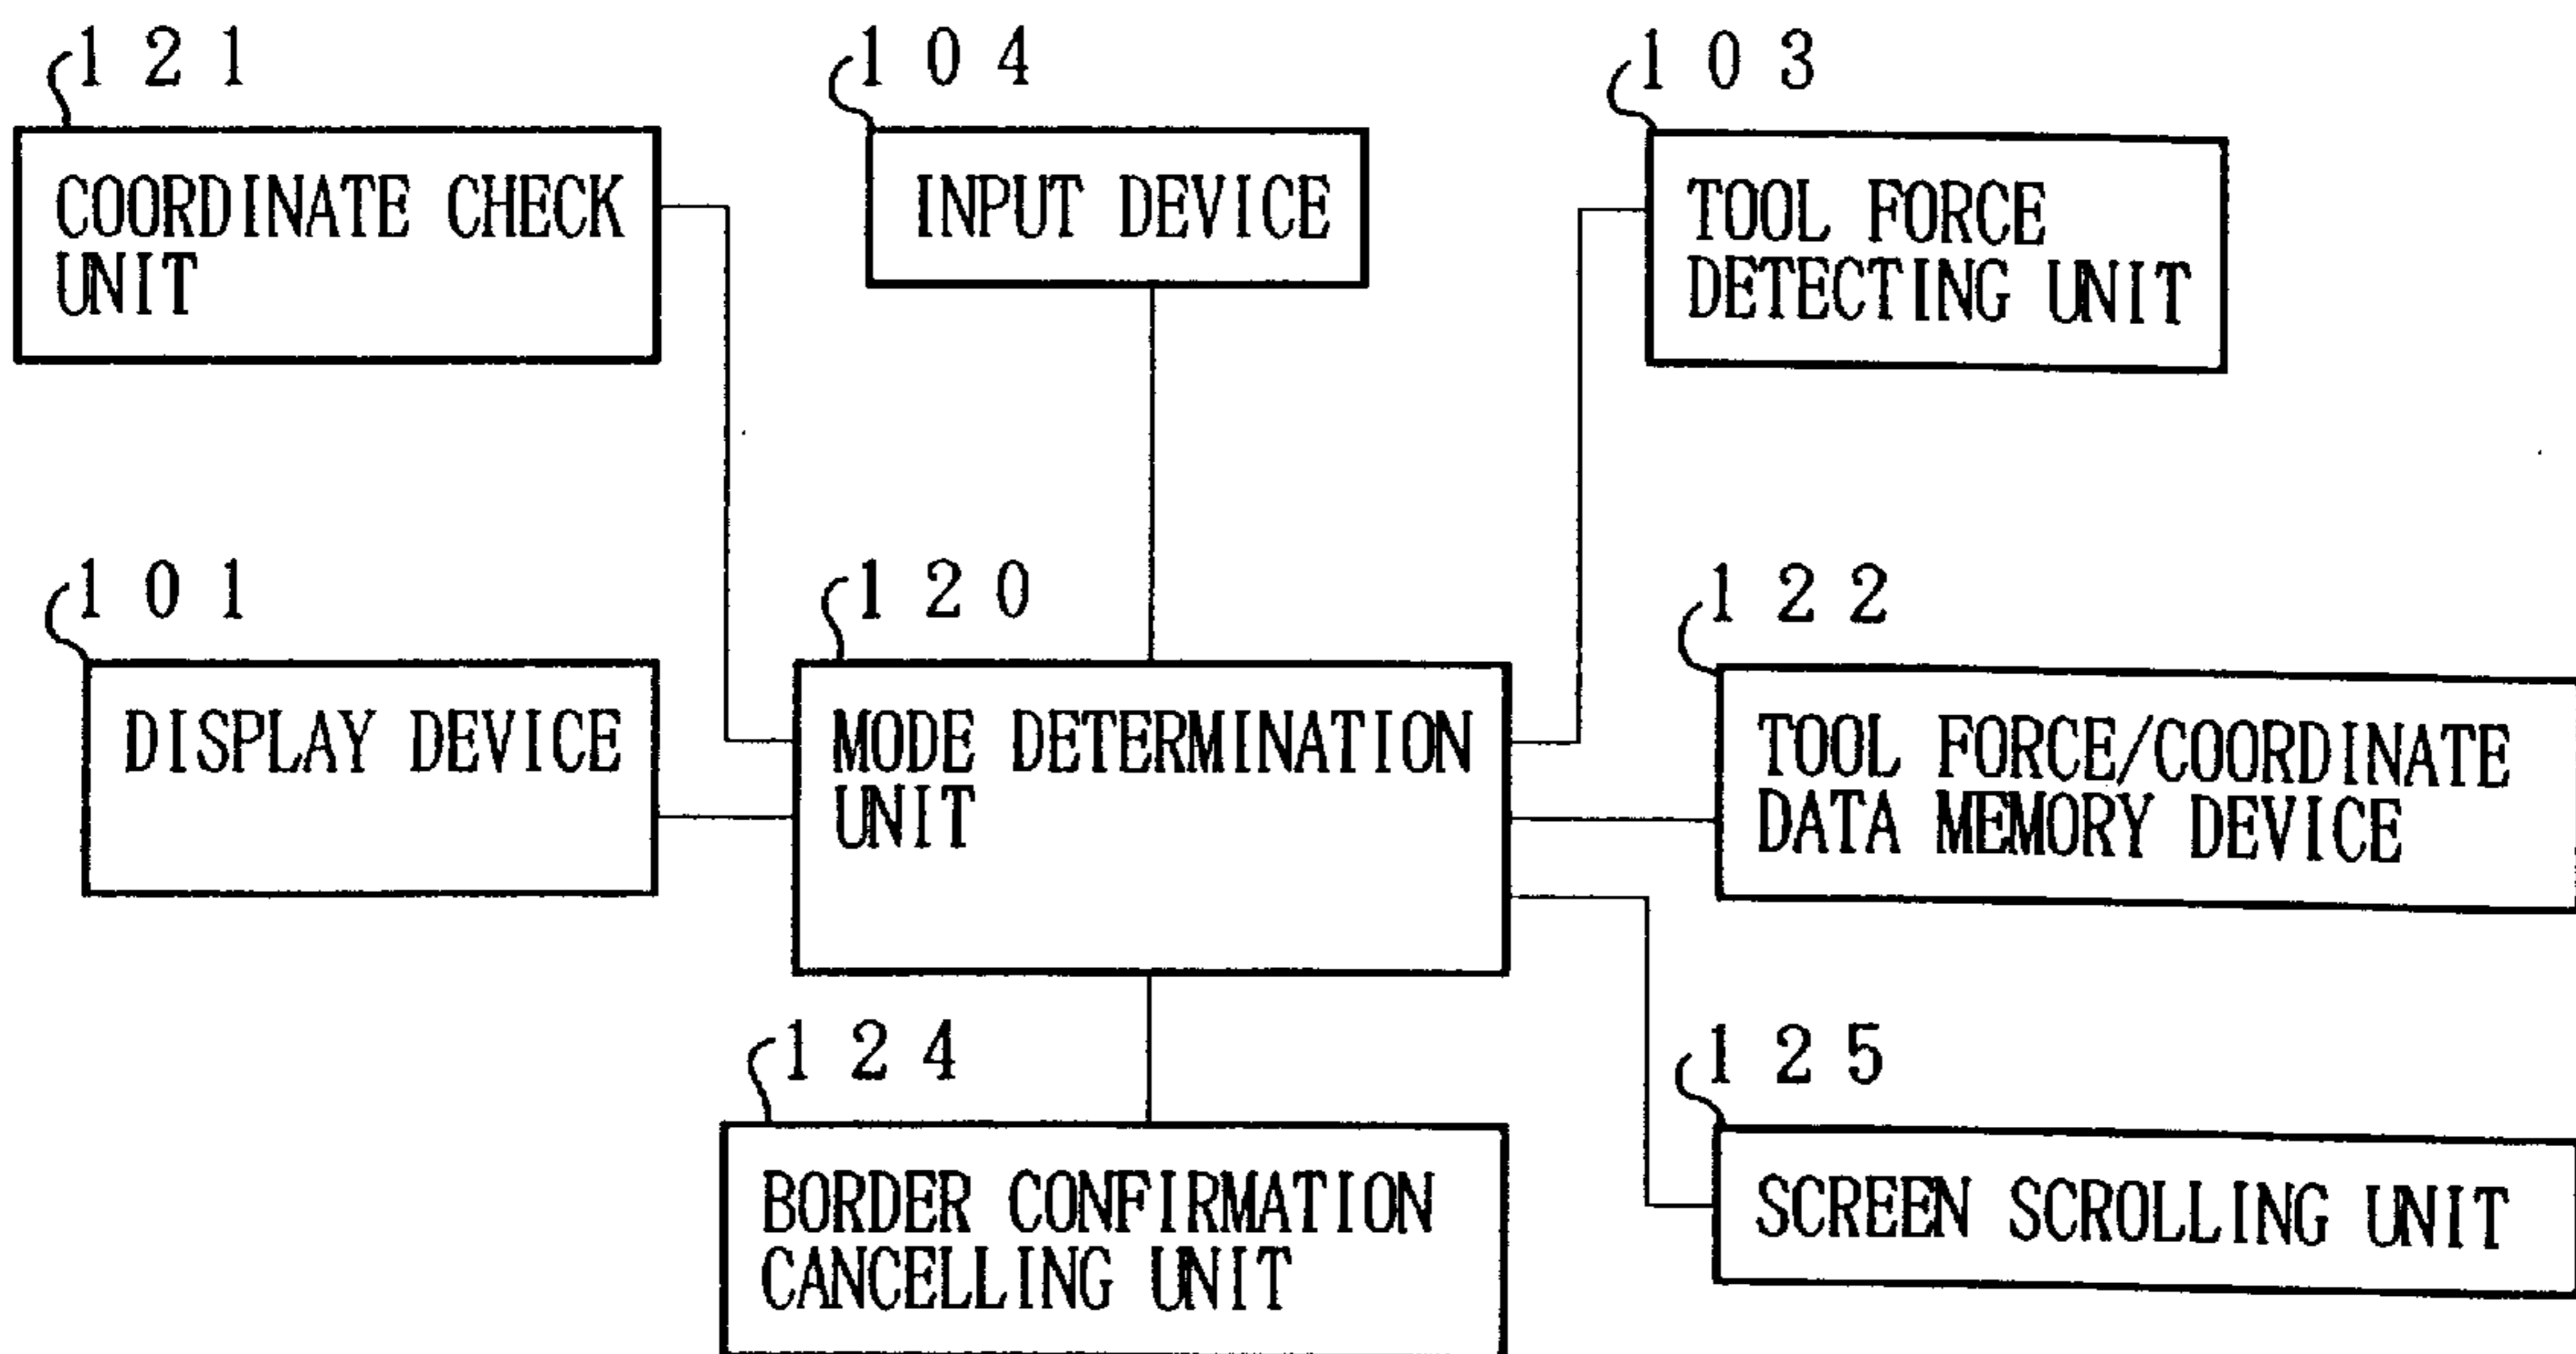 121
COORDINATE CHECK
UNIT
104
INPUT DEVICE
103
TOOL FORCE
DETECTING UNIT
101
DISPLAY DEVICE
120
MODE DETERMINATION
UNIT
122
TOOL FORCE/COORDINATE
DATA MEMORY DEVICE
124
BORDER CONFIRMATION
CANCELLING UNIT
125
SCREEN SCROLLING UNIT